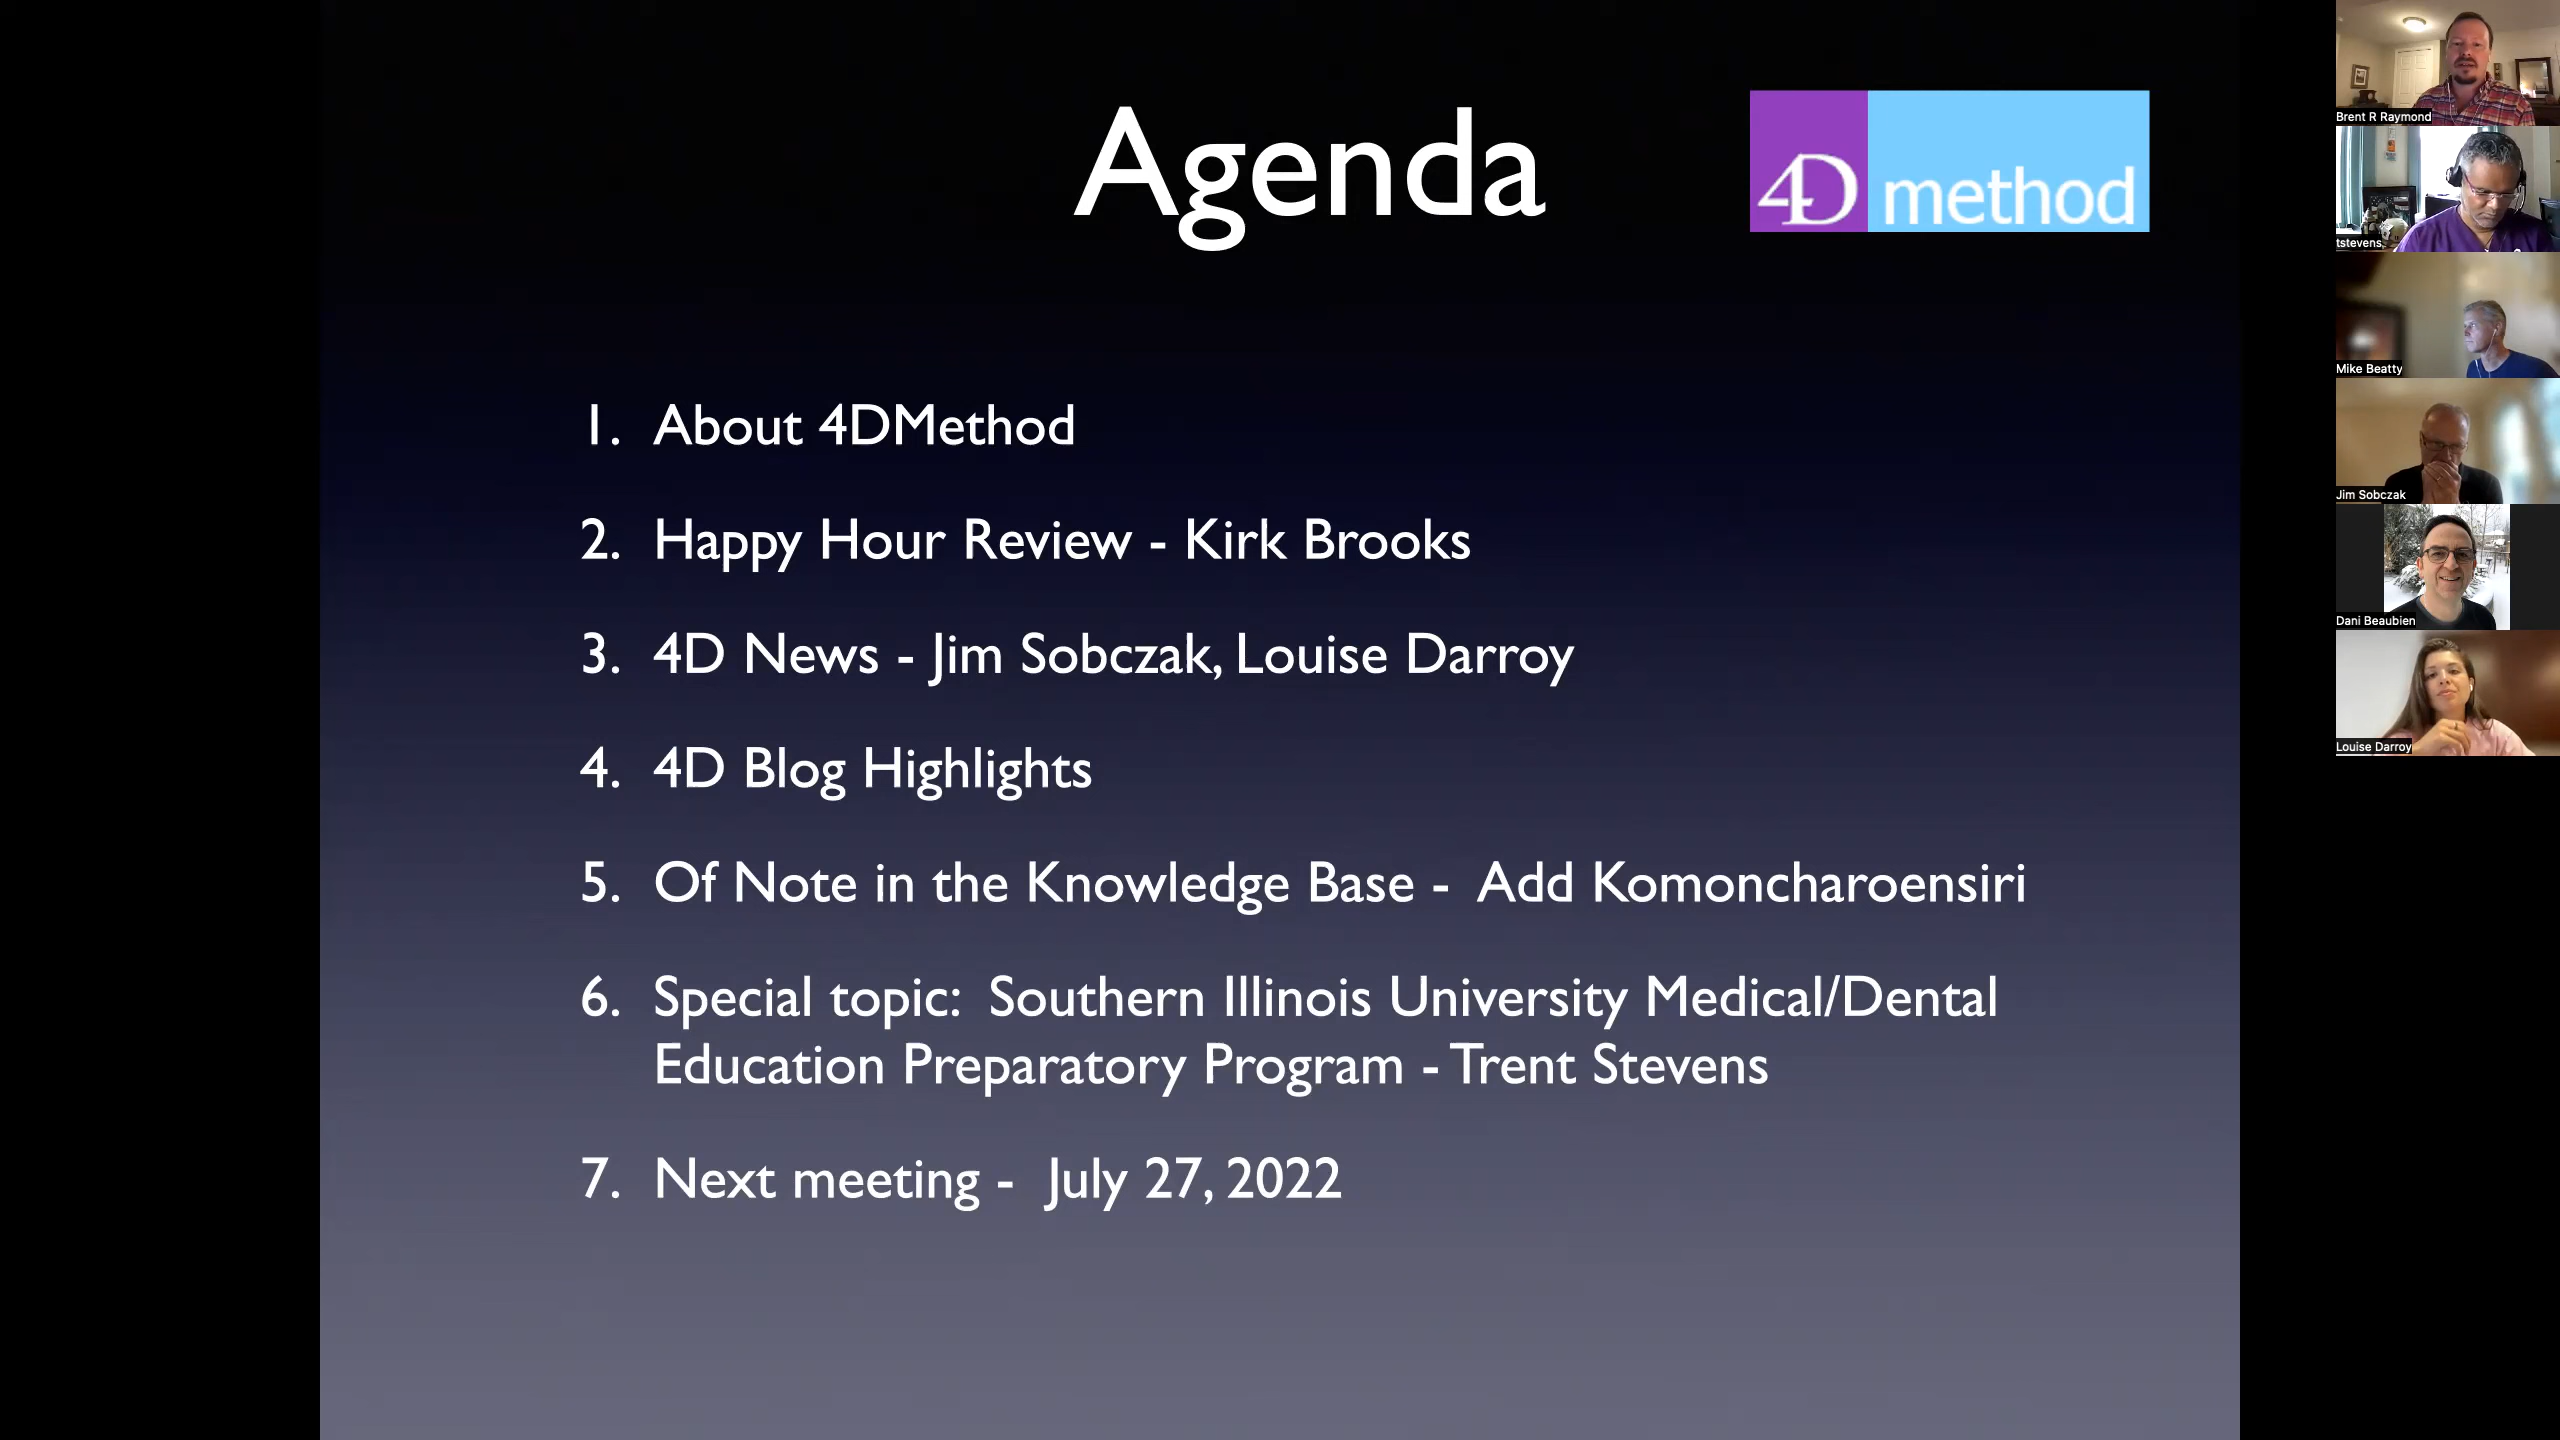 Agenda
4D method
1. About 4DMethod
2. Happy Hour Review - Kirk Brooks
3. 4D News - Jim Sobczak, Louise Darroy
4. 4D Blog Highlights
5. Of Note in the Knowledge Base - Add Komoncharoensiri
6. Special topic: Southern Illinois University Medical/Dental
Education Preparatory Program - Trent Stevens
7. Next meeting - July 27, 2022
Brent R Raymond
tstevens
Mike Beatty
Jim Sobczak
Dani Beaubien
Louise Darroy